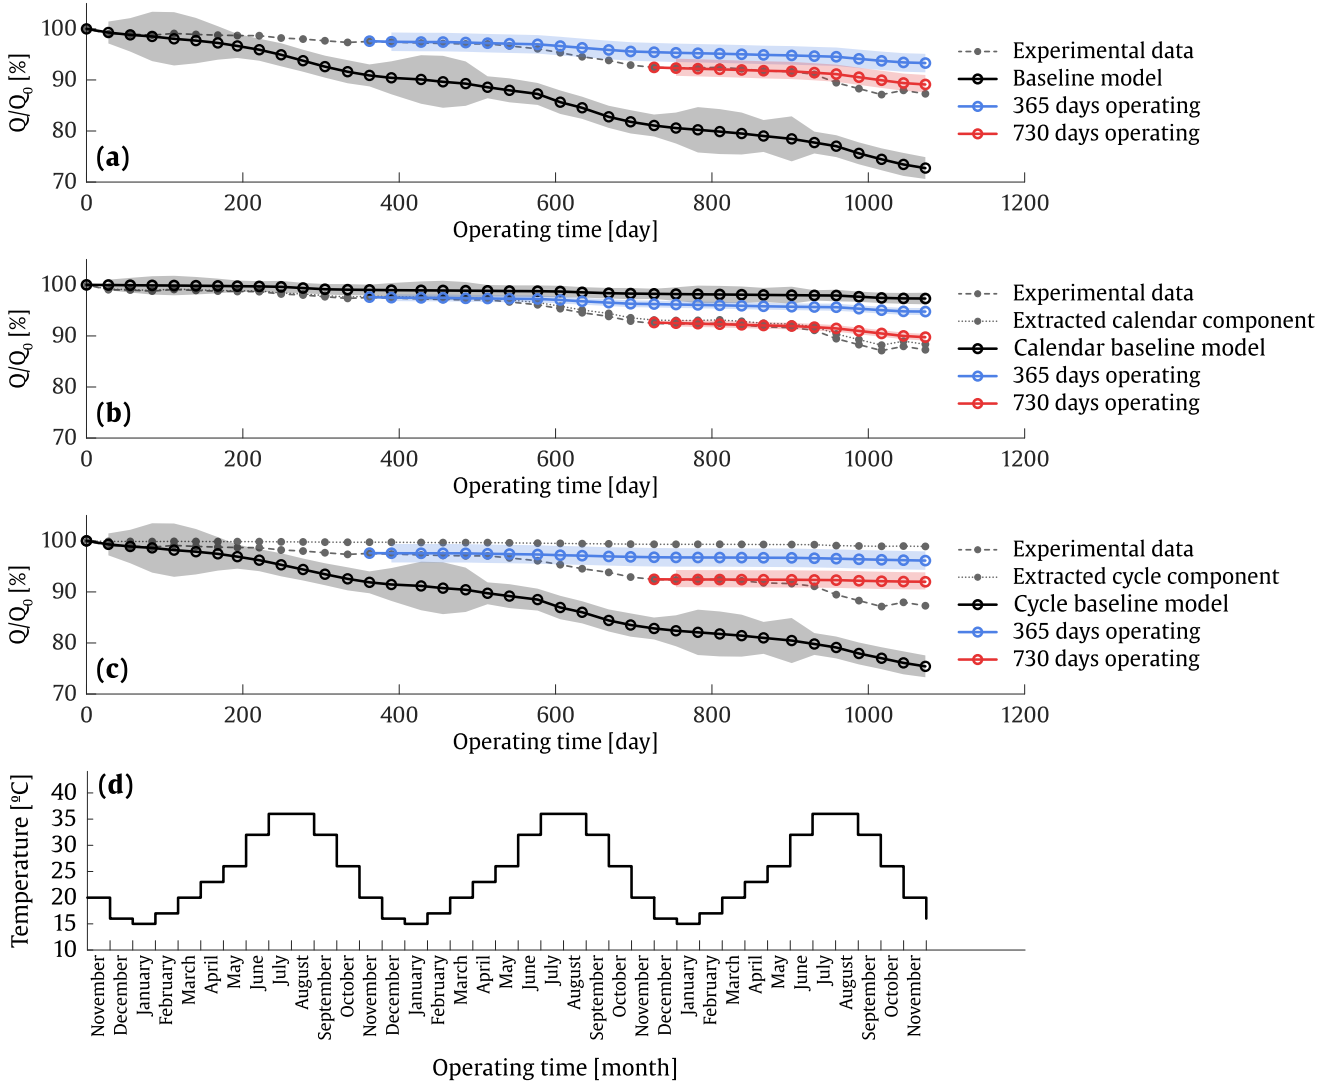 100
90
80
70
Q/Q0 [%]
(a)
0 200 400 600 800 1000 1200
Operating time [day]
Experimental data
Baseline model
365 days operating
730 days operating
100
90
80
70
Q/Q0 [%]
(b)
0 200 400 600 800 1000 1200
Operating time [day]
Experimental data
Extracted calendar component
Calendar baseline model
365 days operating
730 days operating
100
90
80
70
Q/Q0 [%]
(c)
0 200 400 600 800 1000 1200
Operating time [day]
Experimental data
Extracted cycle component
Cycle baseline model
365 days operating
730 days operating
(d)
40
35
30
25
20
15
10
Temperature [ºC]
November
December
January
February
March
April
May
June
July
August
September
October
November
December
January
February
March
April
May
June
July
August
September
October
November
December
January
February
March
April
May
June
July
August
September
October
November
Operating time [month]